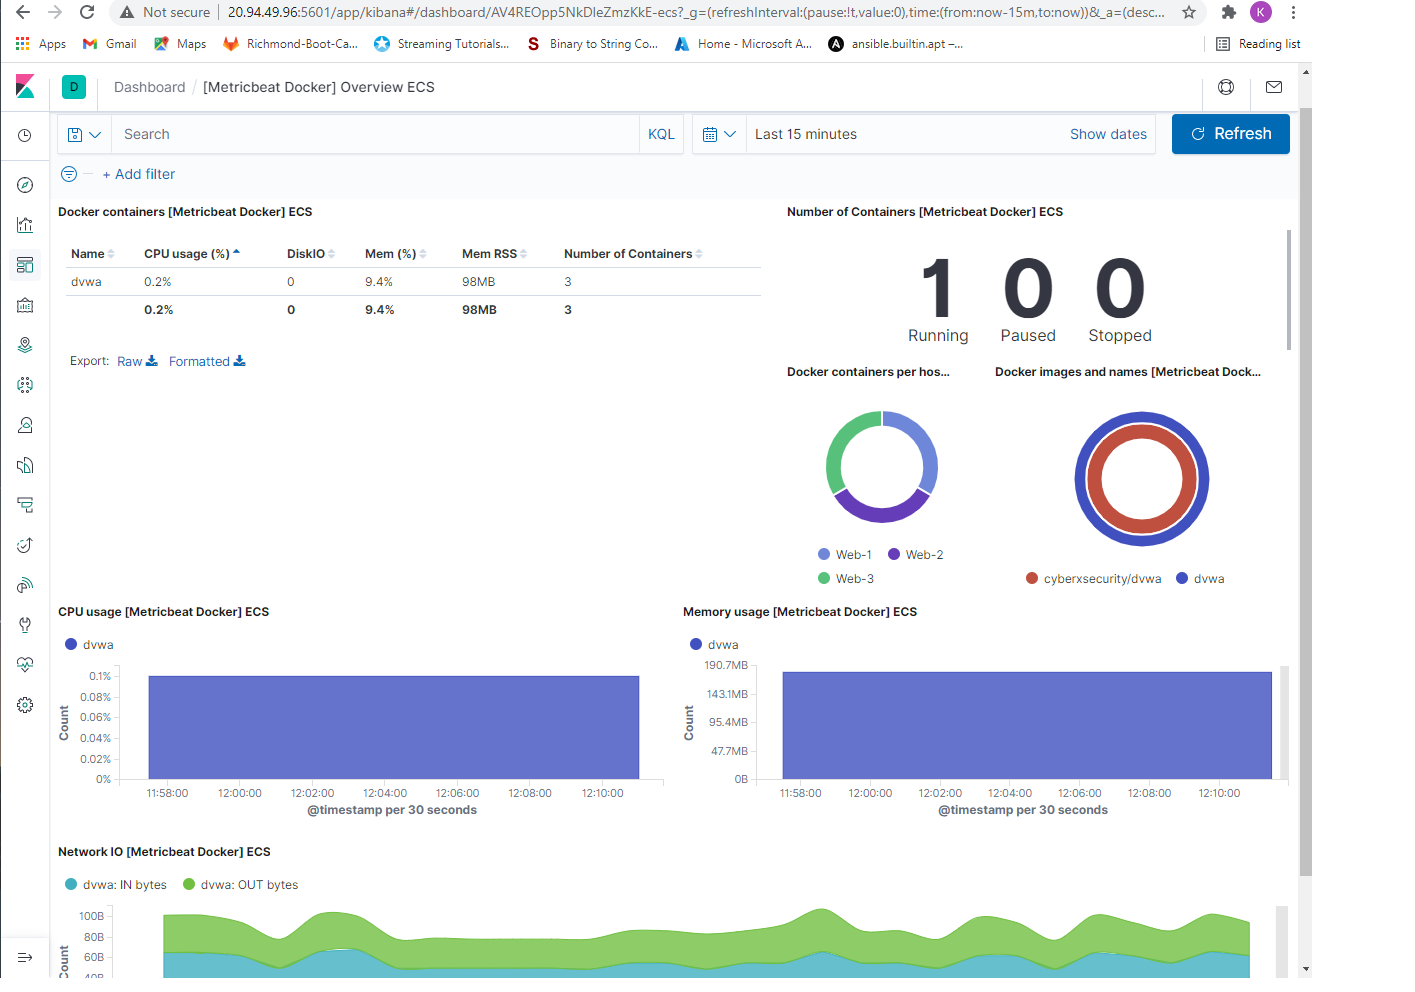 Not secure 20.94.49.96:5601/app/kibana#/dashboard/AV4REOpp5NkDleZmzKkE-ecs?_g=(refreshInterval:(pause:!t,value:0),time:(from:now-15m,to:now))&_a=(desc... K
Apps Gmail Maps Richmond-Boot-Ca... Streaming Tutorials... S Binary to String Co... Home - Microsoft A... A ansible.builtin.apt –... Reading list
D Dashboard / [Metricbeat Docker] Overview ECS
Search KQL Last 15 minutes Show dates Refresh
+ Add filter
Docker containers [Metricbeat Docker] ECS
Name CPU usage (%) DiskIO Mem (%) Mem RSS Number of Containers
dvwa 0.2% 0 9.4% 98MB 3
0.2% 0 9.4% 98MB 3
Export: Raw Formatted
Number of Containers [Metricbeat Docker] ECS
1 0 0
Running Paused Stopped
Docker containers per hos...
Web-1 Web-2
Web-3
Docker images and names [Metricbeat Dock...
cyberxsecurity/dvwa dvwa
CPU usage [Metricbeat Docker] ECS
dvwa
0.1%
0.08%
0.06%
0.04%
0.02%
0%
Count
11:58:00 12:00:00 12:02:00 12:04:00 12:06:00 12:08:00 12:10:00
@timestamp per 30 seconds
Memory usage [Metricbeat Docker] ECS
dvwa
190.7MB
143.1MB
95.4MB
47.7MB
0B
Count
11:58:00 12:00:00 12:02:00 12:04:00 12:06:00 12:08:00 12:10:00
@timestamp per 30 seconds
Network IO [Metricbeat Docker] ECS
dvwa: IN bytes dvwa: OUT bytes
100B
80B
60B
40B
Count